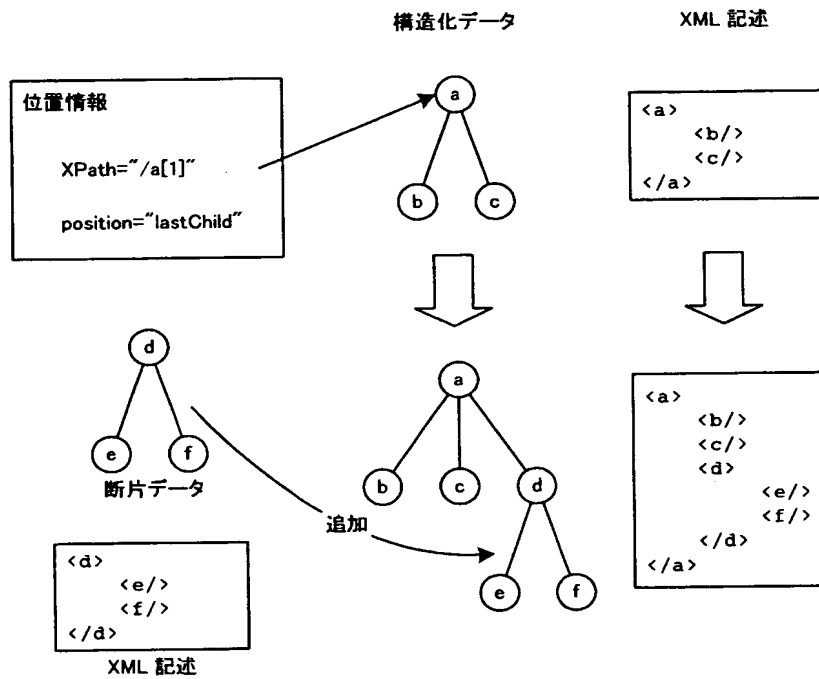 構造化データ
XML 記述
位置情報
XPath="/a[1]"
position="lastChild"
a
b
c
<a>
<b/>
<c/>
</a>
d
e
f
断片データ
<d>
<e/>
<f/>
</d>
XML 記述
追加
a
b
c
d
e
f
<a>
<b/>
<c/>
<d>
<e/>
<f/>
</d>
</a>